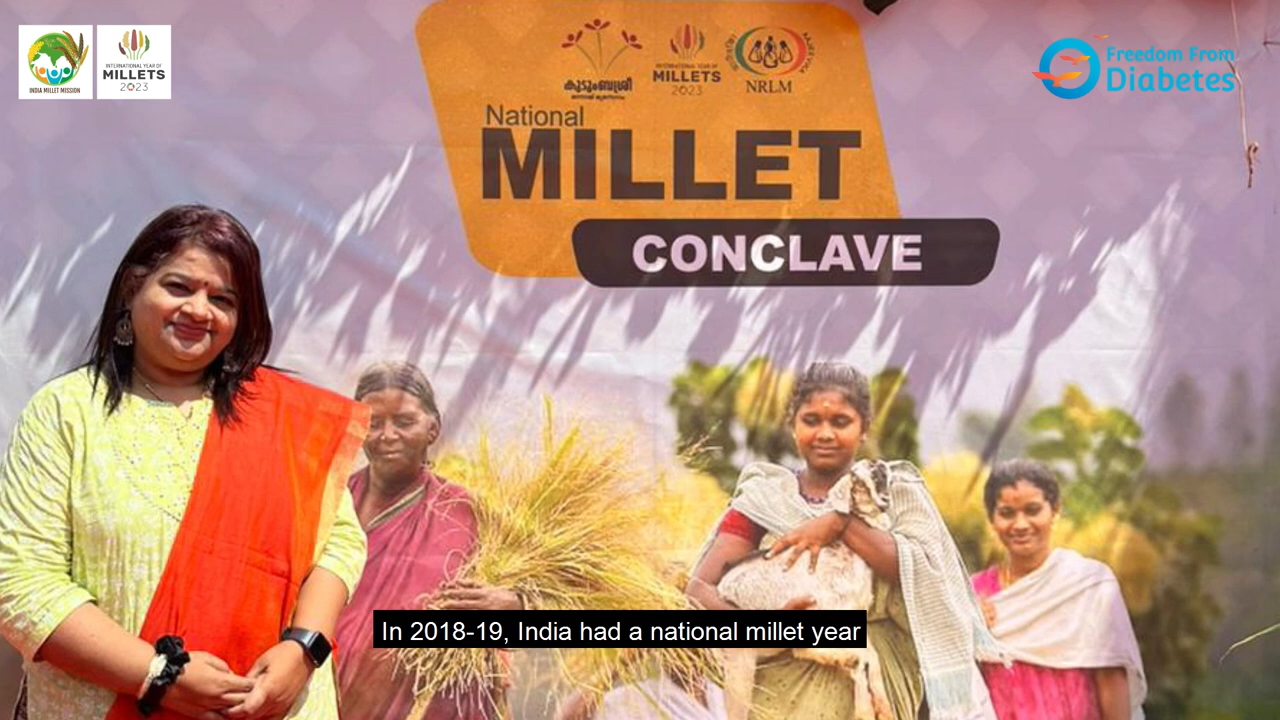 INDIA MILLET MISSION
INTERNATIONAL YEAR OF
MILLETS
2023
കുടുംബശ്രീ
INTERNATIONAL YEAR OF
MILLETS
2023
NRLM
National
MILLET
CONCLAVE
Freedom From
Diabetes
In 2018-19, India had a national millet year